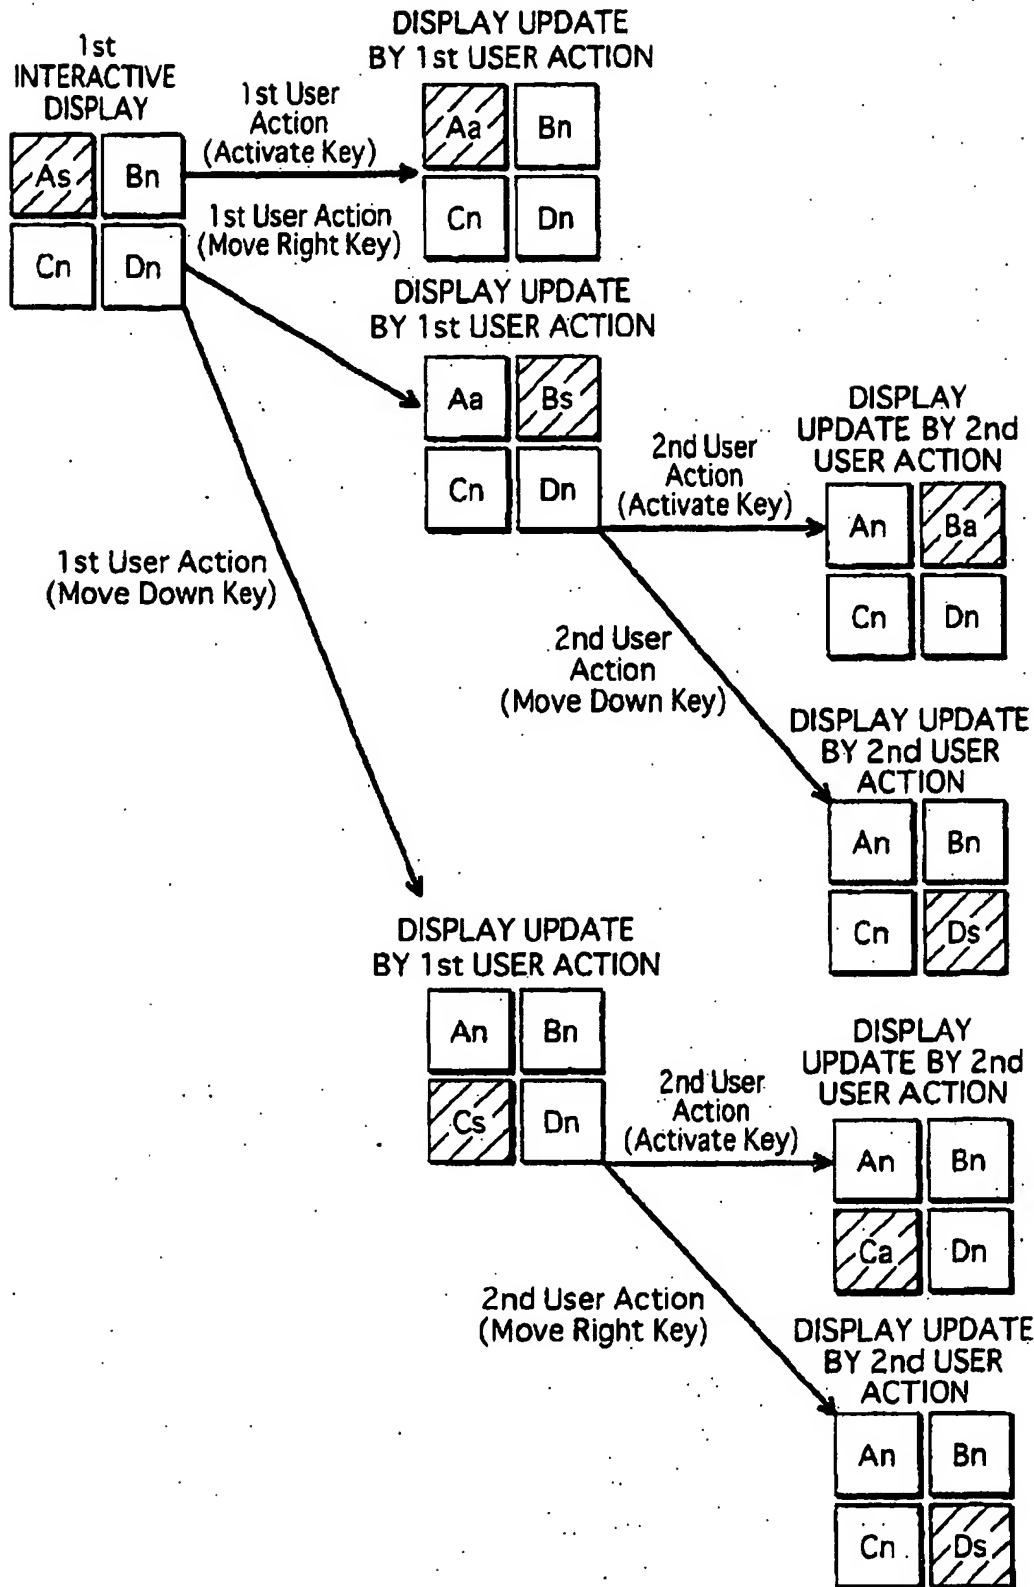 1st
INTERACTIVE
DISPLAY
As Bn
Cn Dn
1st User
Action
(Activate Key)
DISPLAY UPDATE
BY 1st USER ACTION
Aa Bn
Cn Dn
1st User Action
(Move Right Key)
DISPLAY UPDATE
BY 1st USER ACTION
Aa Bs
Cn Dn
2nd User
Action
(Activate Key)
DISPLAY
UPDATE BY 2nd
USER ACTION
An Ba
Cn Dn
2nd User
Action
(Move Down Key)
DISPLAY UPDATE
BY 2nd USER
ACTION
An Bn
Cn Ds
1st User Action
(Move Down Key)
DISPLAY UPDATE
BY 1st USER ACTION
An Bn
Cs Dn
2nd User
Action
(Activate Key)
DISPLAY
UPDATE BY 2nd
USER ACTION
An Bn
Ca Dn
2nd User Action
(Move Right Key)
DISPLAY UPDATE
BY 2nd USER
ACTION
An Bn
Cn Ds